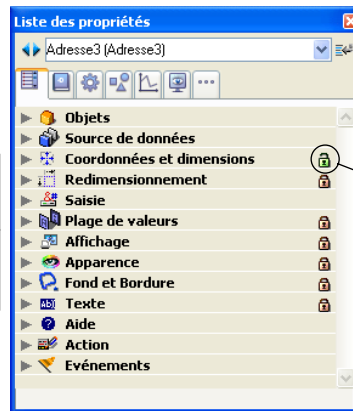 Liste des propriétés
Adresse3 (Adresse3)
Objets
Source de données
Coordonnées et dimensions
Redimensionnement
Saisie
Plage de valeurs
Affichage
Apparence
Fond et Bordure
Texte
Aide
Action
Evénements